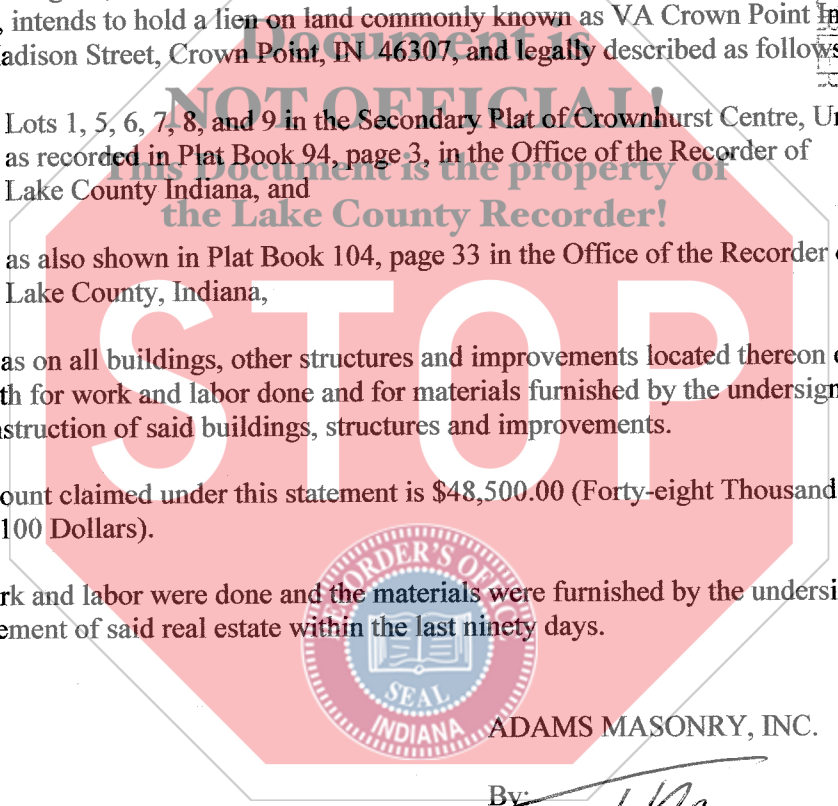 , intends to hold a lien on land commonly known as VA Crown Point In
adison Street, Crown Point, IN 46307, and legally described as follows
Document is
NOT OFFICIAL!
This Document is the property of
the Lake County Recorder!
Lots 1, 5, 6, 7, 8, and 9 in the Secondary Plat of Crownhurst Centre, Un
as recorded in Plat Book 94, page 3, in the Office of the Recorder of
Lake County Indiana, and
as also shown in Plat Book 104, page 33 in the Office of the Recorder
Lake County, Indiana,
STOP
as on all buildings, other structures and improvements located thereon
th for work and labor done and for materials furnished by the undersign
nstruction of said buildings, structures and improvements.
ount claimed under this statement is $48,500.00 (Forty-eight Thousand
100 Dollars).
rk and labor were done and the materials were furnished by the undersi
ement of said real estate within the last ninety days.
RECORDER'S OFFICE
SEAL
INDIANA
ADAMS MASONRY, INC.
By: